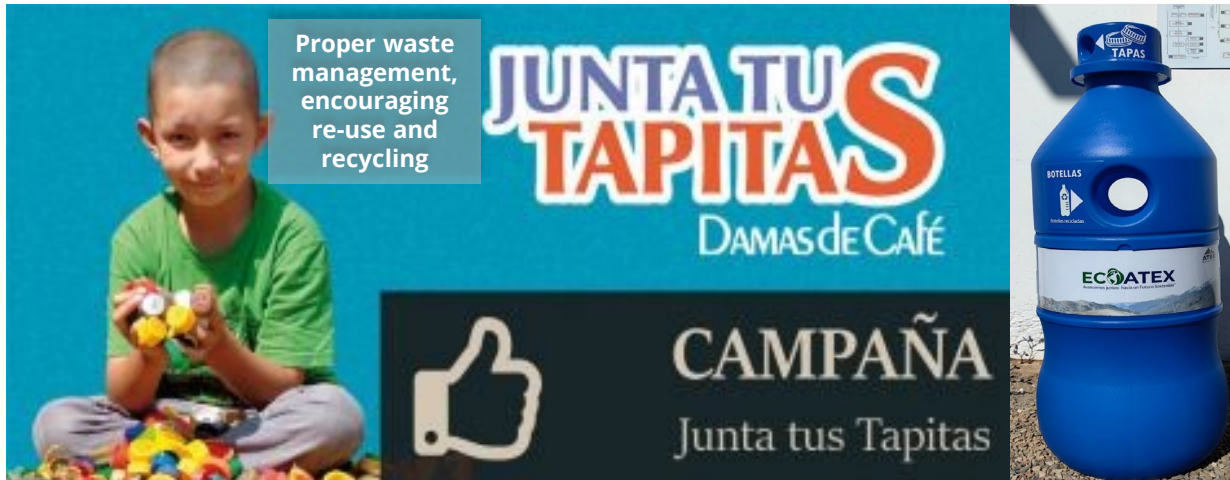 Proper waste
management,
encouraging
re-use and
recycling
JUNTA TUS
TAPITAS
DAMAS DE CAFÉ
CAMPAÑA
Junta tus Tapitas
TAPAS
BOTELLAS
ECOATEX